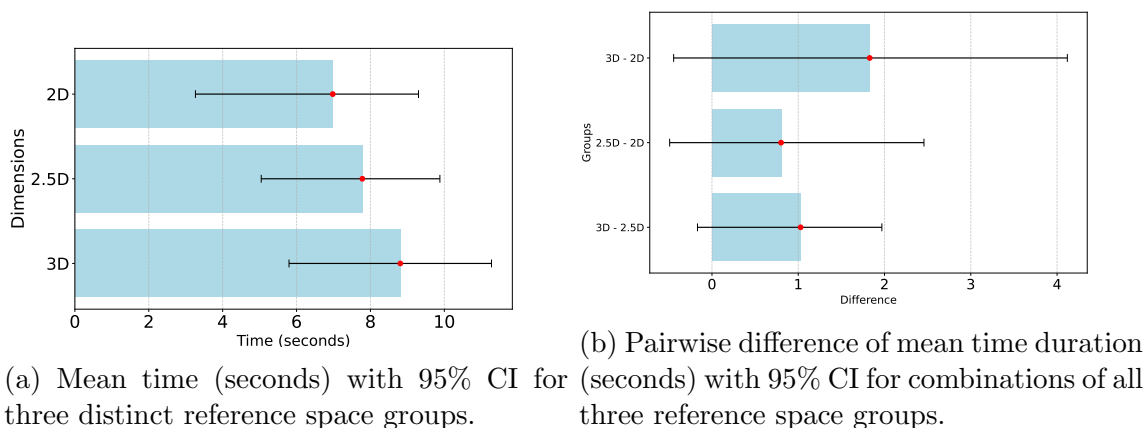 Dimensions
2D
2.5D
3D
0 2 4 6 8 10
Time (seconds)
(a) Mean time (seconds) with 95% CI for
three distinct reference space groups.
Groups
3D - 2D
2.5D - 2D
3D - 2.5D
0 1 2 3 4
Difference
(b) Pairwise difference of mean time duration
(seconds) with 95% CI for combinations of all
three reference space groups.